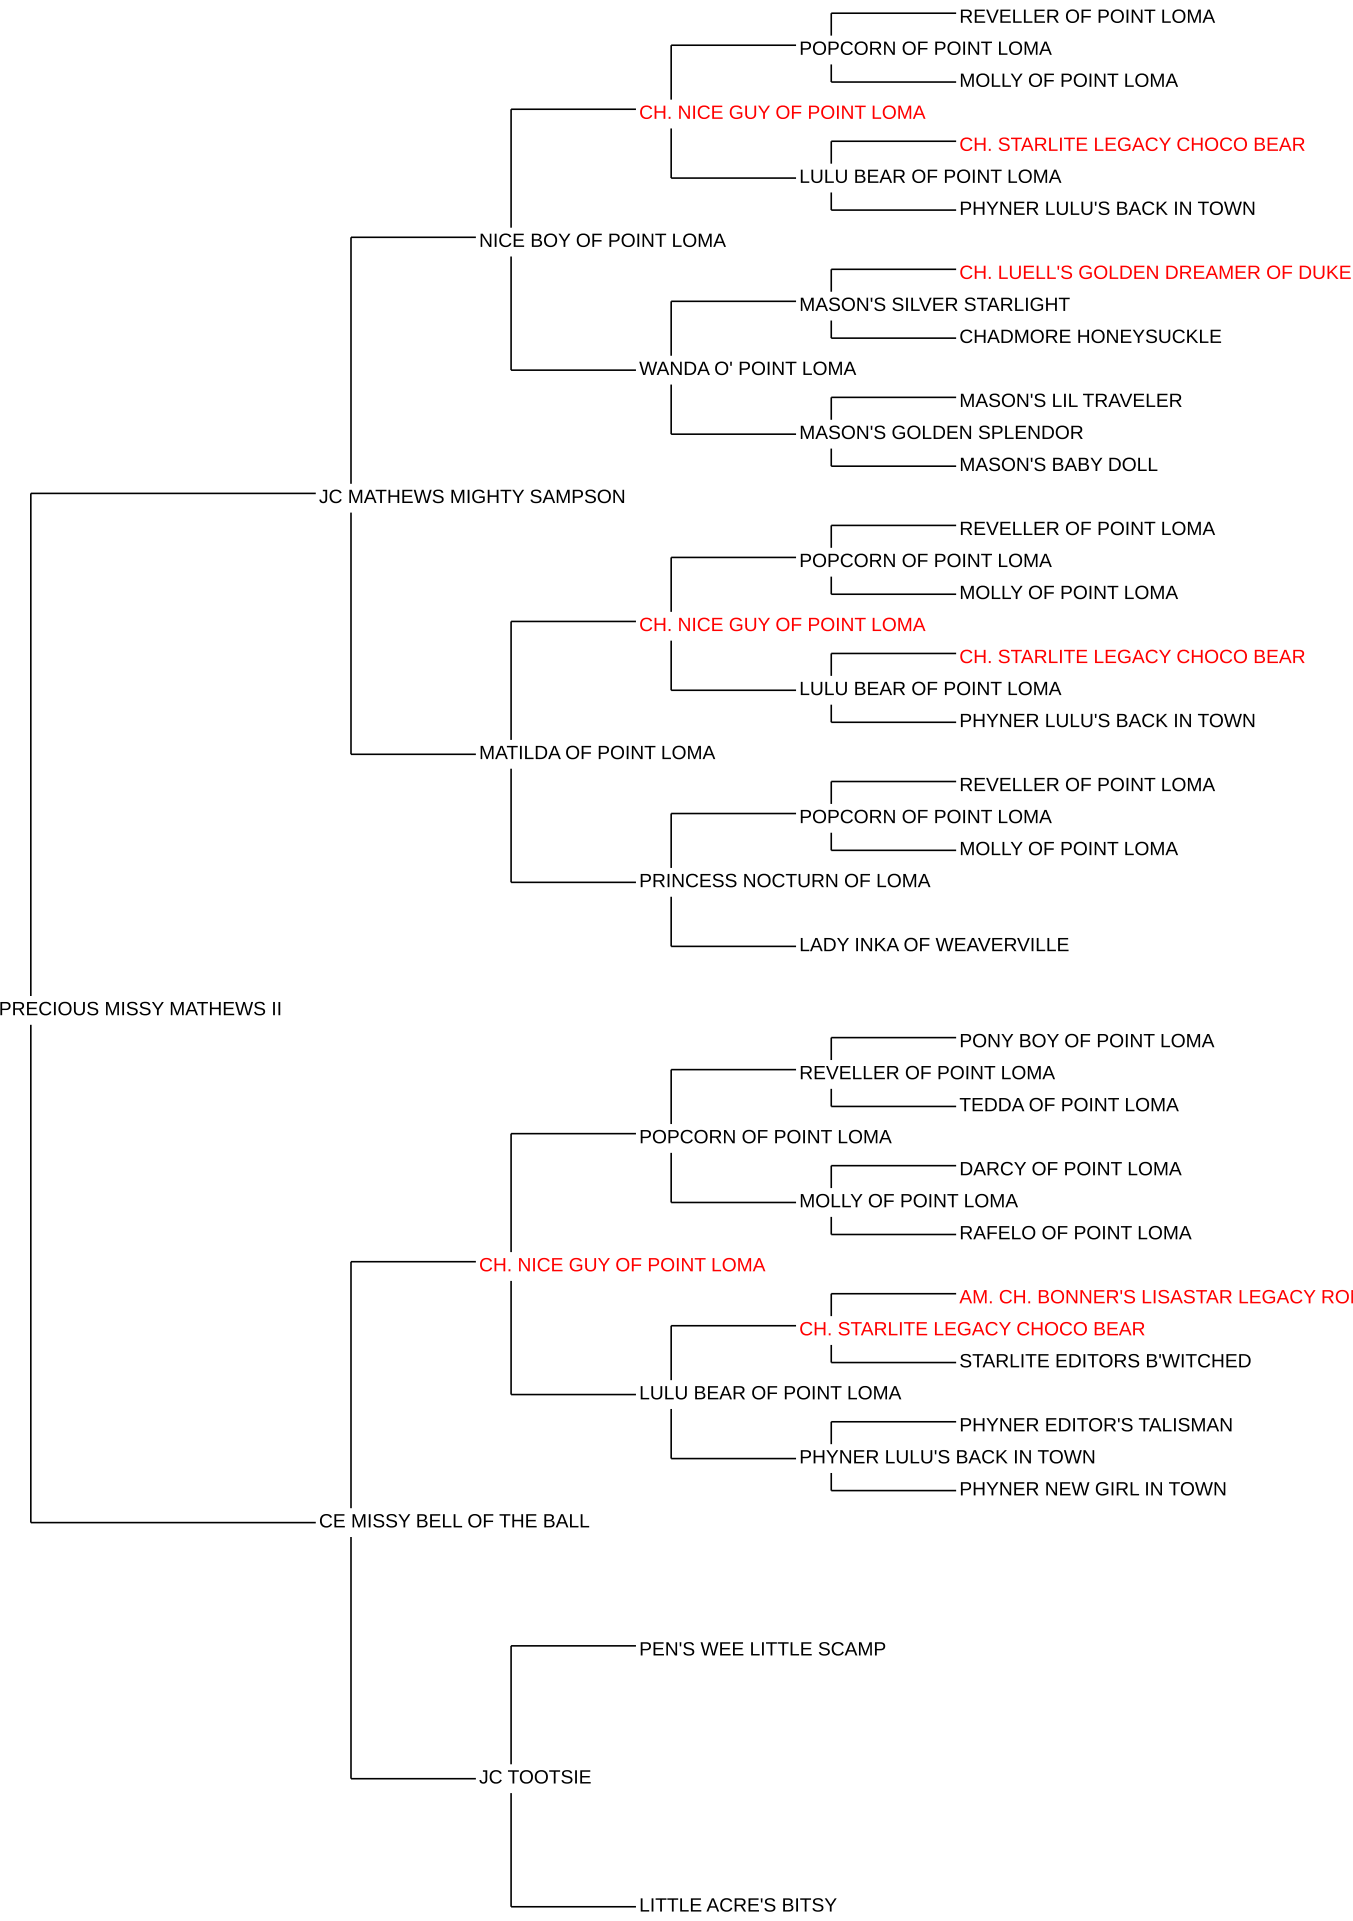 REVELLER OF POINT LOMA
POPCORN OF POINT LOMA
MOLLY OF POINT LOMA
CH. NICE GUY OF POINT LOMA
CH. STARLITE LEGACY CHOCO BEAR
LULU BEAR OF POINT LOMA
PHYNER LULU'S BACK IN TOWN
NICE BOY OF POINT LOMA
CH. LUELL'S GOLDEN DREAMER OF DUKE
MASON'S SILVER STARLIGHT
CHADMORE HONEYSUCKLE
WANDA O' POINT LOMA
MASON'S LIL TRAVELER
MASON'S GOLDEN SPLENDOR
MASON'S BABY DOLL
JC MATHEWS MIGHTY SAMPSON
REVELLER OF POINT LOMA
POPCORN OF POINT LOMA
MOLLY OF POINT LOMA
CH. NICE GUY OF POINT LOMA
CH. STARLITE LEGACY CHOCO BEAR
LULU BEAR OF POINT LOMA
PHYNER LULU'S BACK IN TOWN
MATILDA OF POINT LOMA
REVELLER OF POINT LOMA
POPCORN OF POINT LOMA
MOLLY OF POINT LOMA
PRINCESS NOCTURN OF LOMA
LADY INKA OF WEAVERVILLE
PRECIOUS MISSY MATHEWS II
PONY BOY OF POINT LOMA
REVELLER OF POINT LOMA
TEDDA OF POINT LOMA
POPCORN OF POINT LOMA
DARCY OF POINT LOMA
MOLLY OF POINT LOMA
RAFELO OF POINT LOMA
CH. NICE GUY OF POINT LOMA
AM. CH. BONNER'S LISASTAR LEGACY ROI
CH. STARLITE LEGACY CHOCO BEAR
STARLITE EDITORS B'WITCHED
LULU BEAR OF POINT LOMA
PHYNER EDITOR'S TALISMAN
PHYNER LULU'S BACK IN TOWN
PHYNER NEW GIRL IN TOWN
CE MISSY BELL OF THE BALL
PEN'S WEE LITTLE SCAMP
JC TOOTSIE
LITTLE ACRE'S BITSY